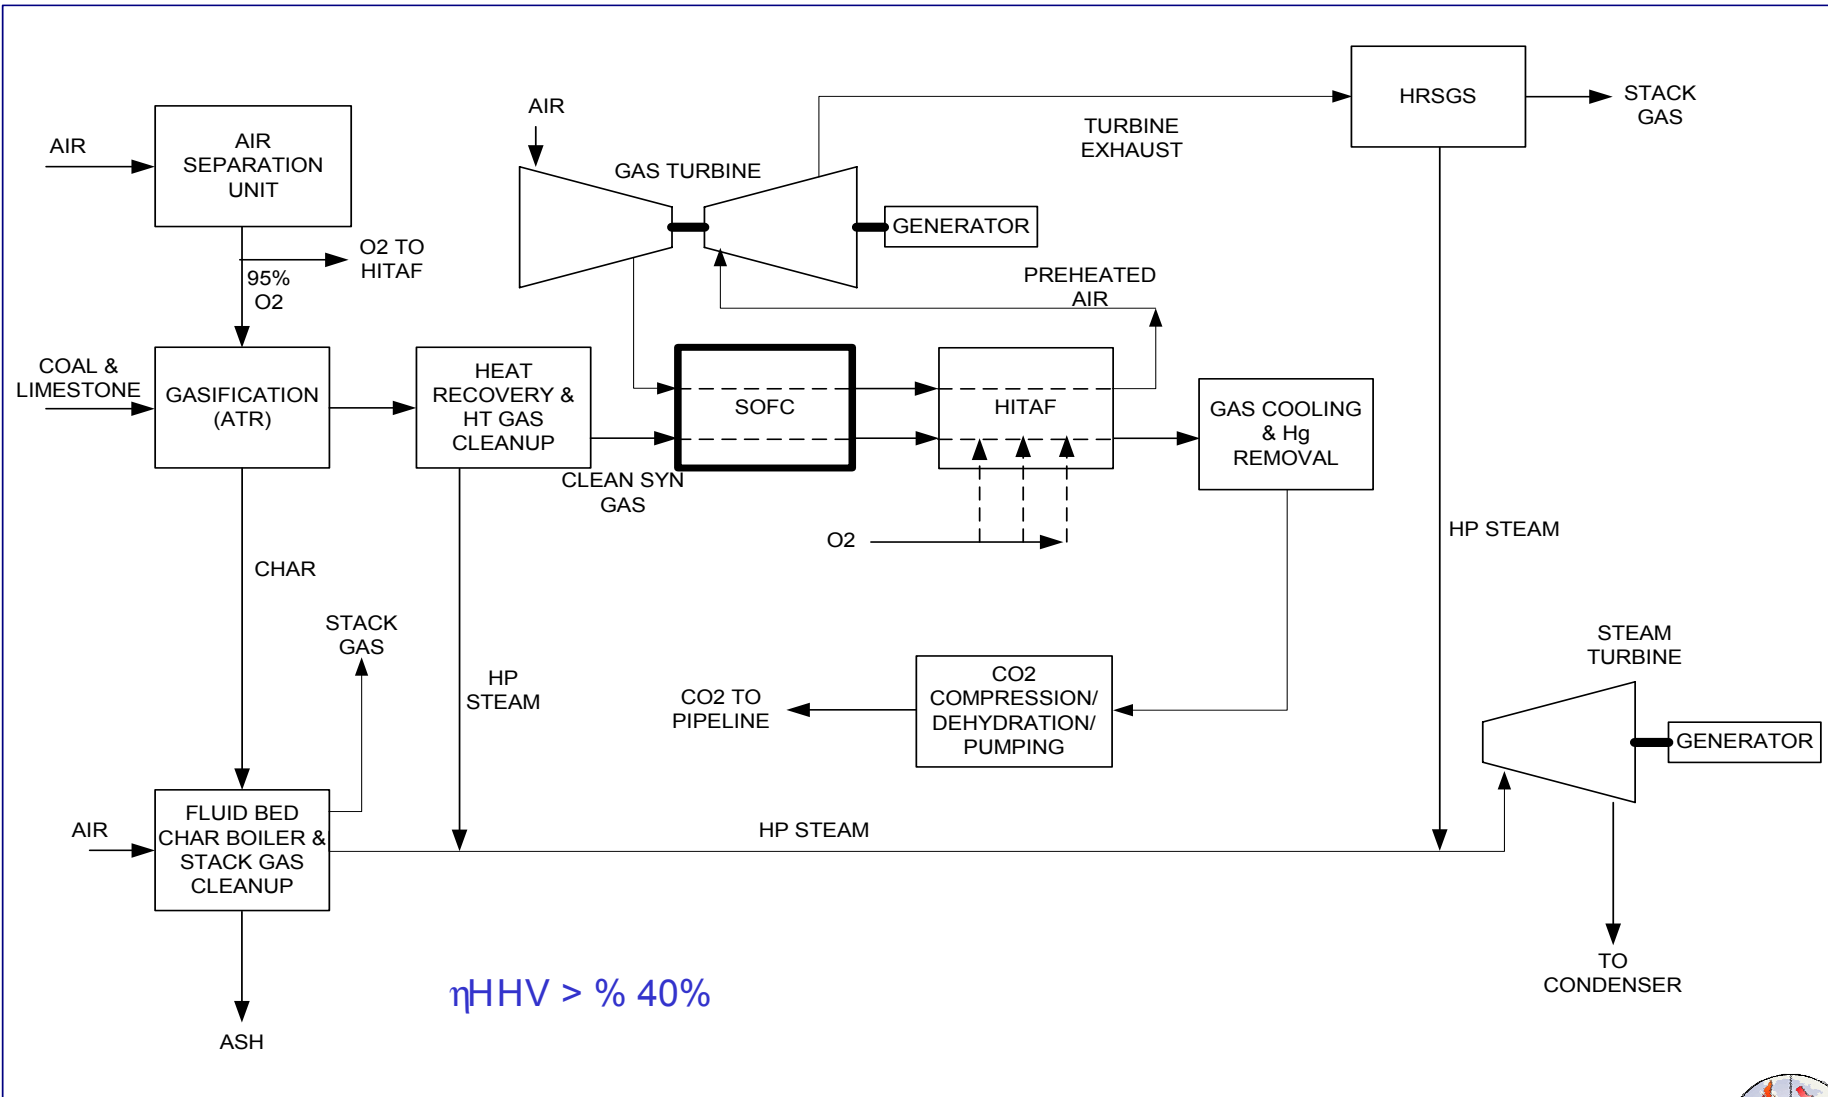 AIR
AIR
SEPARATION
UNIT
O2 TO
HITAF
95%
O2
COAL &
LIMESTONE
GASIFICATION
(ATR)
HEAT
RECOVERY &
HT GAS
CLEANUP
CLEAN SYN
GAS
AIR
GAS TURBINE
GENERATOR
PREHEATED
AIR
TURBINE
EXHAUST
HRSGS
STACK
GAS
SOFC
HITAF
GAS COOLING
& Hg
REMOVAL
O2
HP STEAM
CHAR
STACK
GAS
HP
STEAM
CO2 TO
PIPELINE
CO2
COMPRESSION/
DEHYDRATION/
PUMPING
STEAM
TURBINE
GENERATOR
AIR
FLUID BED
CHAR BOILER &
STACK GAS
CLEANUP
HP STEAM
TO
CONDENSER
ASH
ηHHV > % 40%